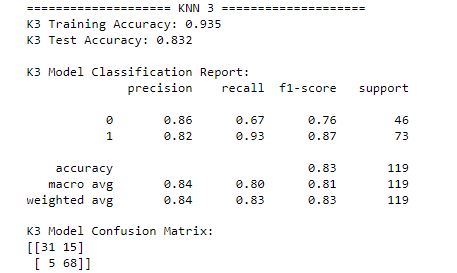 ==================== KNN 3 ====================
K3 Training Accuracy: 0.935
K3 Test Accuracy: 0.832
K3 Model Classification Report:
precision recall f1-score support
0 0.86 0.67 0.76 46
1 0.82 0.93 0.87 73
accuracy 0.83 119
macro avg 0.84 0.80 0.81 119
weighted avg 0.84 0.83 0.83 119
K3 Model Confusion Matrix:
[[31 15]
[ 5 68]]